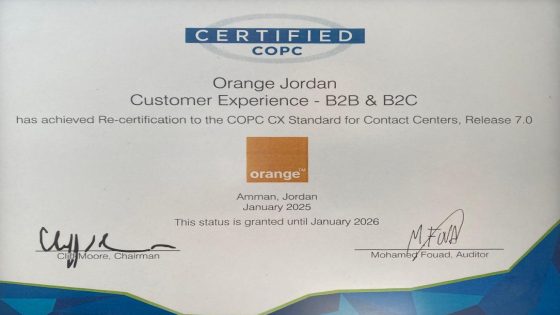 CERTIFIED
COPC
Orange Jordan
Customer Experience - B2B & B2C
has achieved Re-certification to the COPC CX Standard for Contact Centers, Release 7.0
orange™
Amman, Jordan
January 2025
This status is granted until January 2026
M. Fouad
Cliff Moore, Chairman
Mohamed Fouad, Auditor